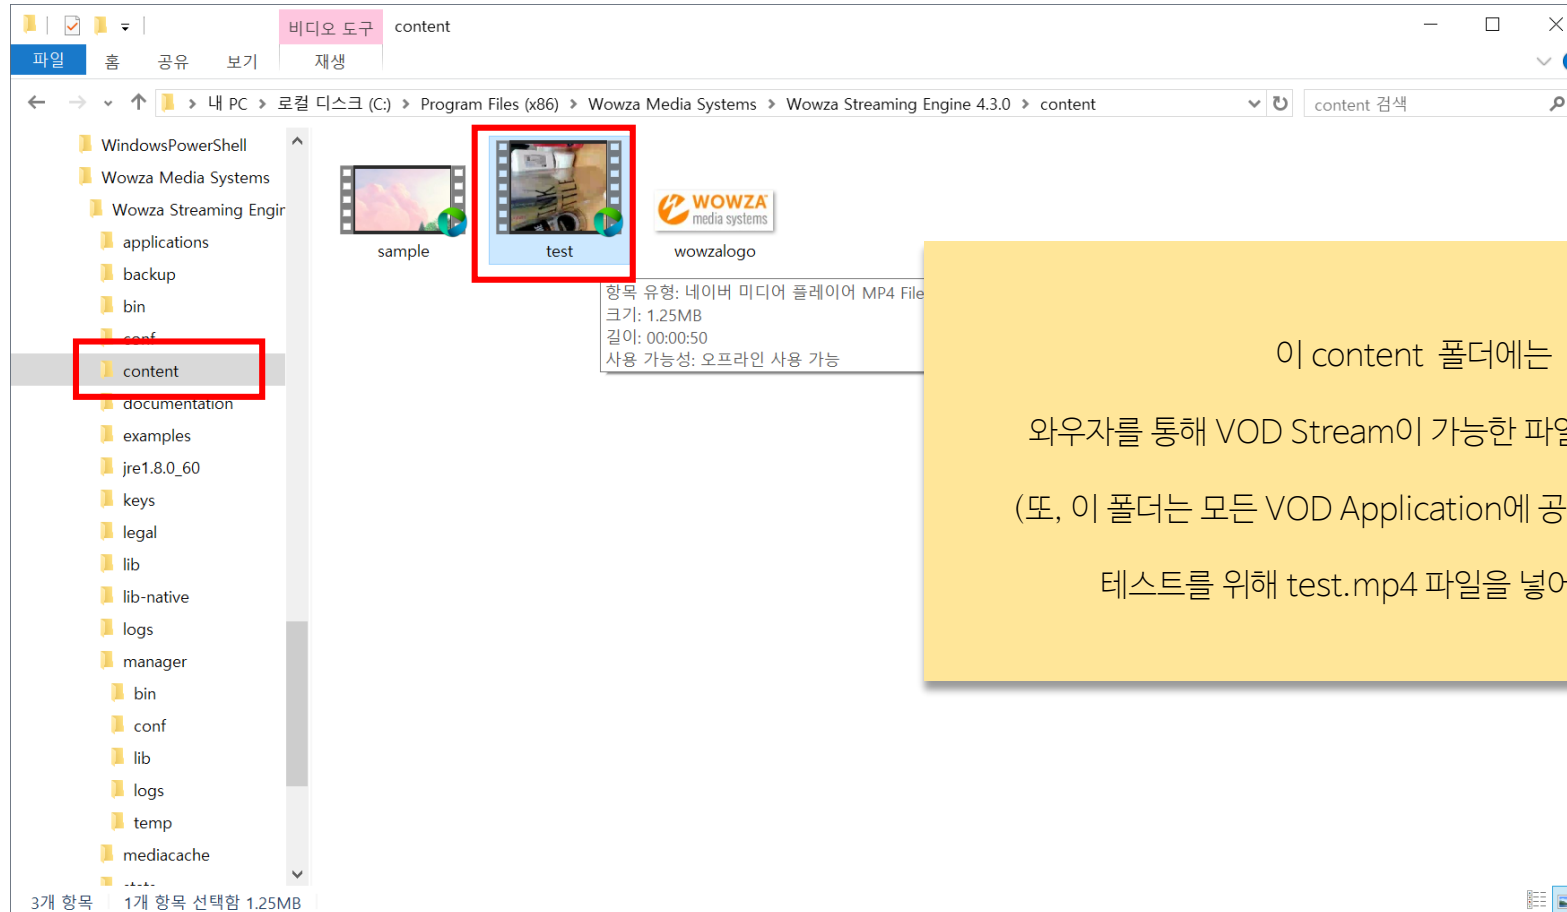 비디오 도구 content
파일 홈 공유 보기 재생
내 PC > 로컬 디스크 (C:) > Program Files (x86) > Wowza Media Systems > Wowza Streaming Engine 4.3.0 > content
content 검색
WindowsPowerShell
Wowza Media Systems
Wowza Streaming Engin
applications
backup
bin
conf
content
documentation
examples
jre1.8.0_60
keys
legal
lib
lib-native
logs
manager
bin
conf
lib
logs
temp
mediacache
sample
test
WOWZA
media systems
wowzalogo
항목 유형: 네이버 미디어 플레이어 MP4 File
크기: 1.25MB
길이: 00:00:50
사용 가능성: 오프라인 사용 가능
이 content 폴더에는
와우자를 통해 VOD Stream이 가능한 파일
(또, 이 폴더는 모든 VOD Application에 공
테스트를 위해 test.mp4 파일을 넣어
3개 항목 1개 항목 선택함 1.25MB